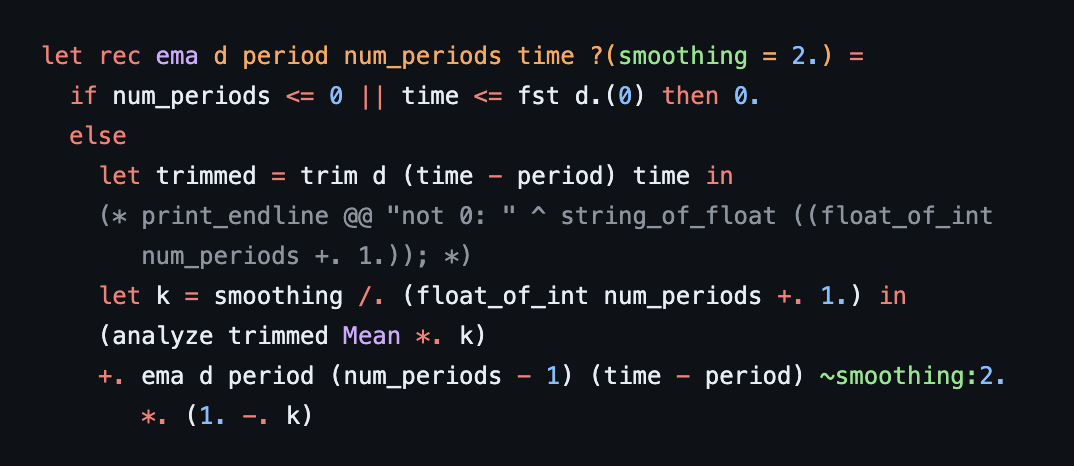 let rec ema d period num_periods time ?(smoothing = 2.) =
if num_periods <= 0 || time <= fst d.(0) then 0.
else
let trimmed = trim d (time - period) time in
(* print_endline @@ "not 0: " ^ string_of_float ((float_of_int
num_periods +. 1.)); *)
let k = smoothing /. (float_of_int num_periods +. 1.) in
(analyze trimmed Mean *. k)
+. ema d period (num_periods - 1) (time - period) ~smoothing:2.
*. (1. -. k)